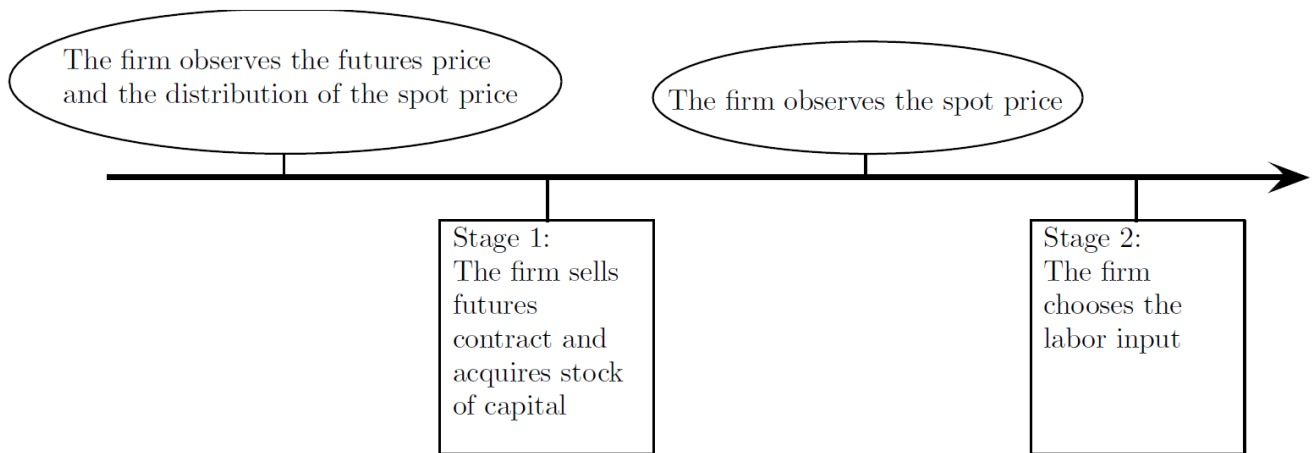 The firm observes the futures price
and the distribution of the spot price
The firm observes the spot price
Stage 1:
The firm sells
futures
contract and
acquires stock
of capital
Stage 2:
The firm
chooses the
labor input